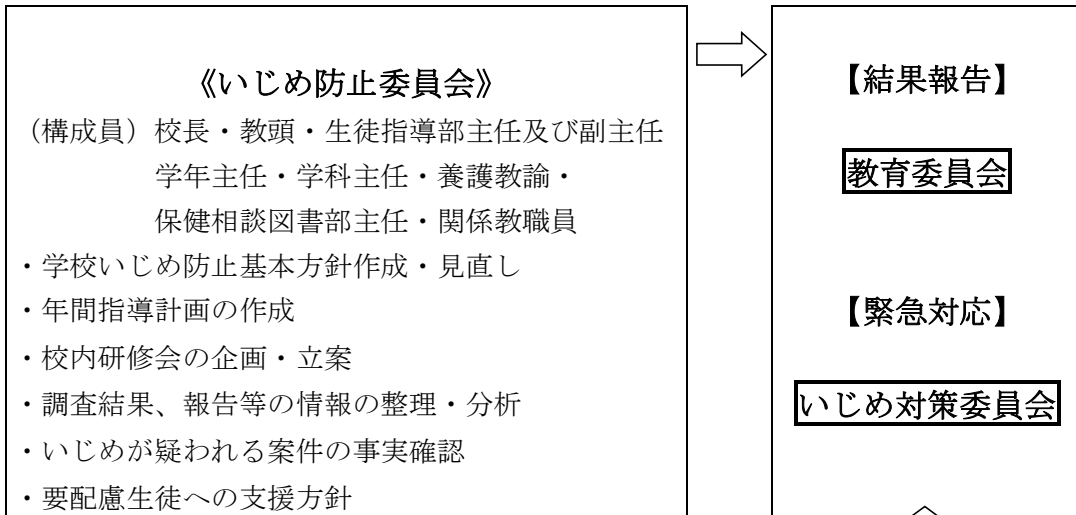 《いじめ防止委員会》
（構成員）校長・教頭・生徒指導部主任及び副主任
学年主任・学科主任・養護教諭・
保健相談図書部主任・関係教職員
・学校いじめ防止基本方針作成・見直し
・年間指導計画の作成
・校内研修会の企画・立案
・調査結果、報告等の情報の整理・分析
・いじめが疑われる案件の事実確認
・要配慮生徒への支援方針
【結果報告】
教育委員会
【緊急対応】
いじめ対策委員会